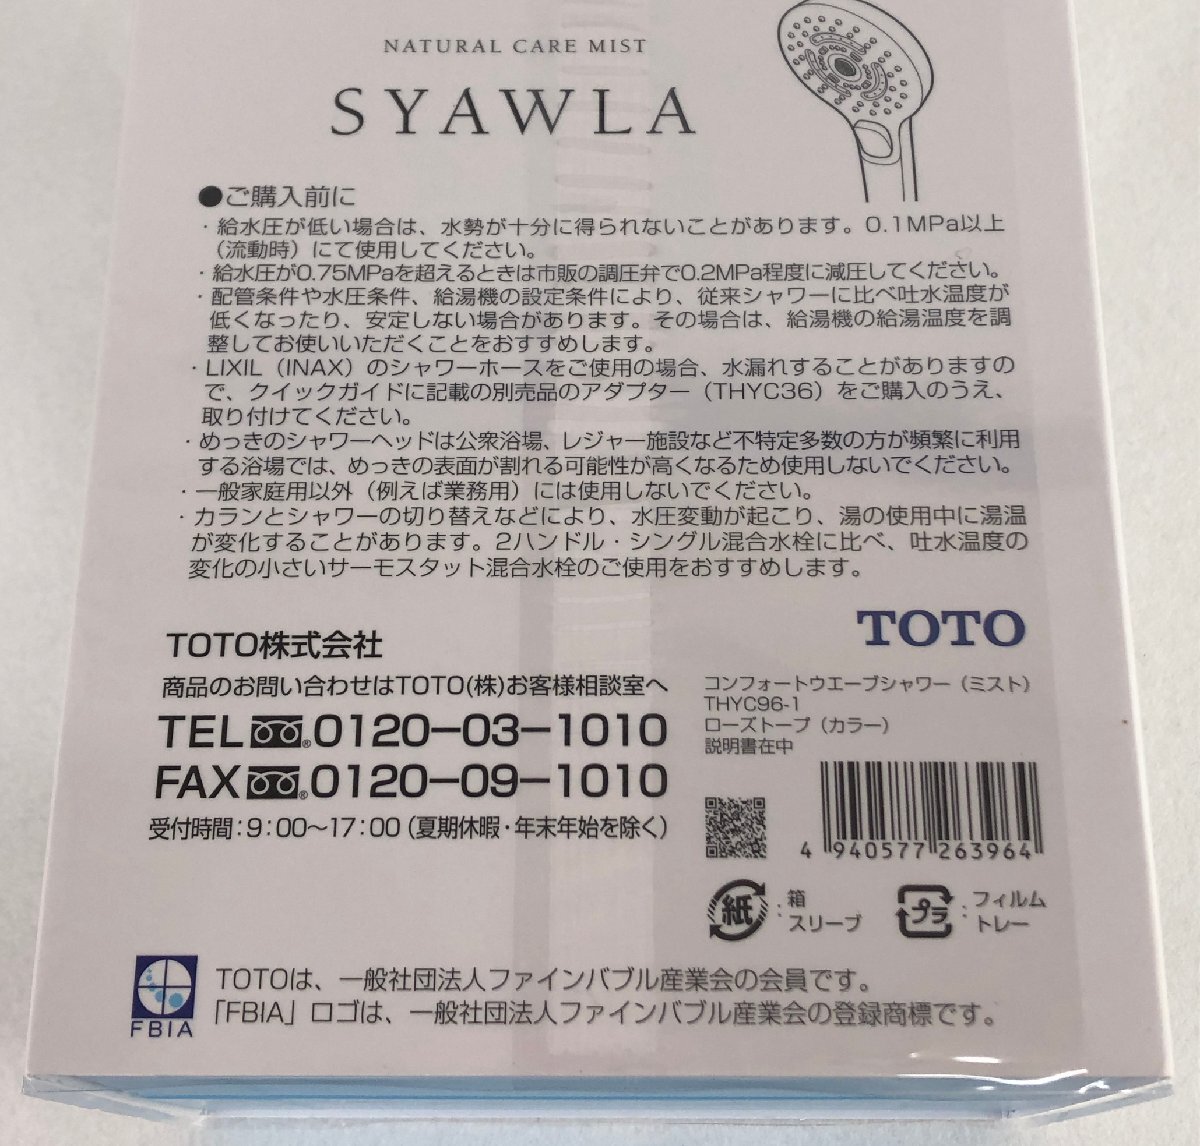 NATURAL CARE MIST
SYAWLA
●ご購入前に
・給水圧が低い場合は、水勢が十分に得られないことがあります。0.1MPa以上
（流動時）にて使用してください。
・給水圧が0.75MPaを超えるときは市販の調圧弁で0.2MPa程度に減圧してください。
・配管条件や水圧条件、給湯機の設定条件により、従来シャワーに比べ吐水温度が
低くなったり、安定しない場合があります。その場合は、給湯機の給湯温度を調
整してお使いいただくことをおすすめします。
・LIXIL（INAX）のシャワーホースをご使用の場合、水漏れすることがありますの
で、クイックガイドに記載の別売品のアダプター（THYC36）をご購入のうえ、
取り付けてください。
・めっきのシャワーヘッドは公衆浴場、レジャー施設など不特定多数の方が頻繁に利用
する浴場では、めっきの表面が割れる可能性が高くなるため使用しないでください。
・一般家庭用以外（例えば業務用）には使用しないでください。
・カランとシャワーの切り替えなどにより、水圧変動が起こり、湯の使用中に湯温
が変化することがあります。2ハンドル・シングル混合水栓に比べ、吐水温度の
変化の小さいサーモスタット混合水栓のご使用をおすすめします。
TOTO
TOTO株式会社
商品のお問い合わせはTOTO(株)お客様相談室へ
TEL ® 0120-03-1010
FAX ® 0120-09-1010
受付時間：9：00〜17：00（夏期休暇・年末年始を除く）
コンフォートウエーブシャワー（ミスト）
THYC96-1
ローズトープ（カラー）
説明書在中
4 940577 263964
紙：箱
スリーブ
プラ：フィルム
トレー
FBIA
TOTOは、一般社団法人ファインバブル産業会の会員です。
「FBIA」ロゴは、一般社団法人ファインバブル産業会の登録商標です。